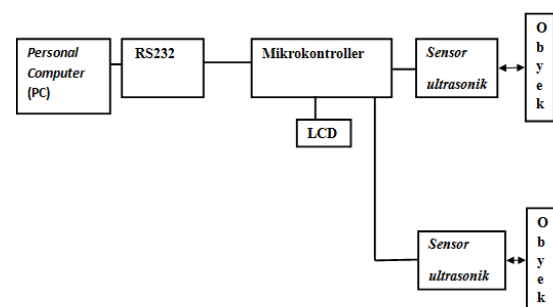 Personal
Computer
(PC)
RS232
Mikrokontroller
Sensor
ultrasonik
O
b
y
e
k
LCD
Sensor
ultrasonik
O
b
y
e
k